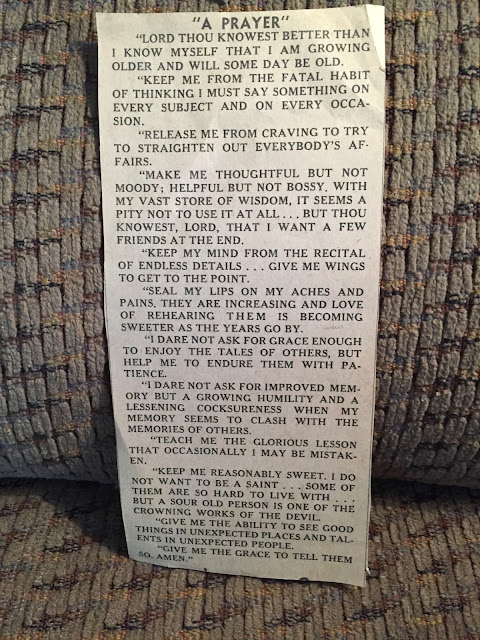 "A PRAYER"
"LORD THOU KNOWEST BETTER THAN
I KNOW MYSELF THAT I AM GROWING
OLDER AND WILL SOME DAY BE OLD.
"KEEP ME FROM THE FATAL HABIT
OF THINKING I MUST SAY SOMETHING ON
EVERY SUBJECT AND ON EVERY OCCA-
SION.
"RELEASE ME FROM CRAVING TO TRY
TO STRAIGHTEN OUT EVERYBODY'S AF-
FAIRS.
"MAKE ME THOUGHTFUL BUT NOT
MOODY; HELPFUL BUT NOT BOSSY, WITH
MY VAST STORE OF WISDOM, IT SEEMS A
PITY NOT TO USE IT AT ALL . . . BUT THOU
KNOWEST, LORD, THAT I WANT A FEW
FRIENDS AT THE END.
"KEEP MY MIND FROM THE RECITAL
OF ENDLESS DETAILS . . . GIVE ME WINGS
TO GET TO THE POINT.
"SEAL MY LIPS ON MY ACHES AND
PAINS, THEY ARE INCREASING AND LOVE
OF REHEARING THEM IS BECOMING
SWEETER AS THE YEARS GO BY.
"I DARE NOT ASK FOR GRACE ENOUGH
TO ENJOY THE TALES OF OTHERS, BUT
HELP ME TO ENDURE THEM WITH PA-
TIENCE.
"I DARE NOT ASK FOR IMPROVED MEM-
ORY BUT A GROWING HUMILITY AND A
LESSENING COCKSURENESS WHEN MY
MEMORY SEEMS TO CLASH WITH THE
MEMORIES OF OTHERS.
"TEACH ME THE GLORIOUS LESSON
THAT OCCASIONALLY I MAY BE MISTAK-
EN.
"KEEP ME REASONABLY SWEET. I DO
NOT WANT TO BE A SAINT . . . SOME OF
THEM ARE SO HARD TO LIVE WITH . . .
BUT A SOUR OLD PERSON IS ONE OF THE
CROWNING WORKS OF THE DEVIL.
"GIVE ME THE ABILITY TO SEE GOOD
THINGS IN UNEXPECTED PLACES AND TAL-
ENTS IN UNEXPECTED PEOPLE.
"GIVE ME THE GRACE TO TELL THEM
SO. AMEN."